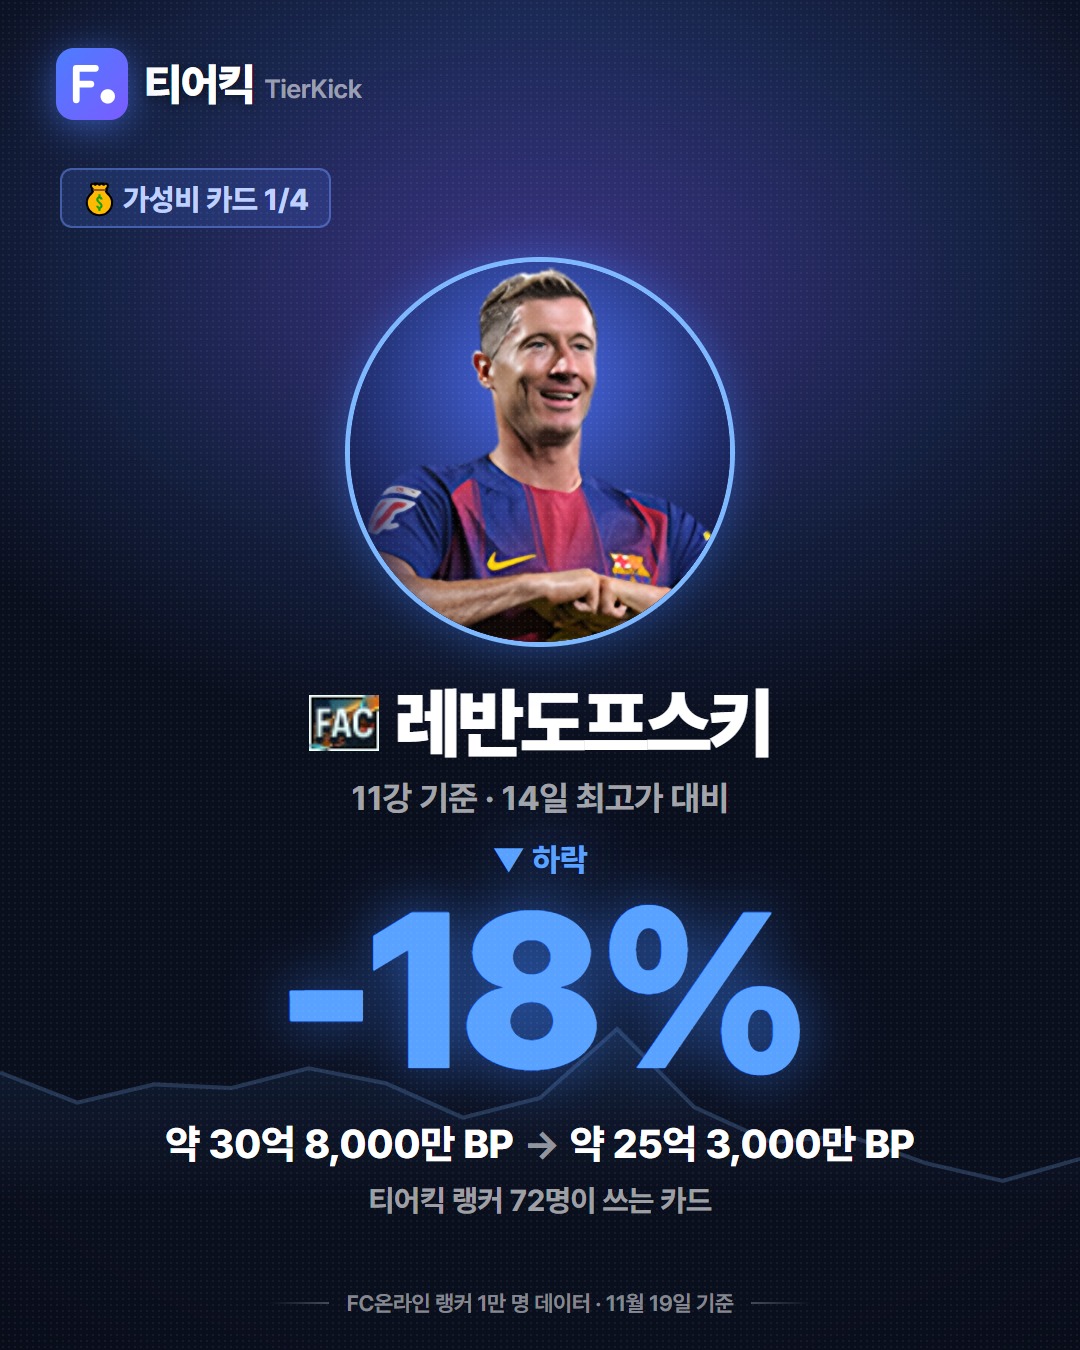 F. 티어킥 TierKick
가성비 카드 1/4
FAC 레반도프스키
11강 기준 · 14일 최고가 대비
▼ 하락
-18%
약 30억 8,000만 BP → 약 25억 3,000만 BP
티어킥 랭커 72명이 쓰는 카드
FC온라인 랭커 1만 명 데이터 · 11월 19일 기준